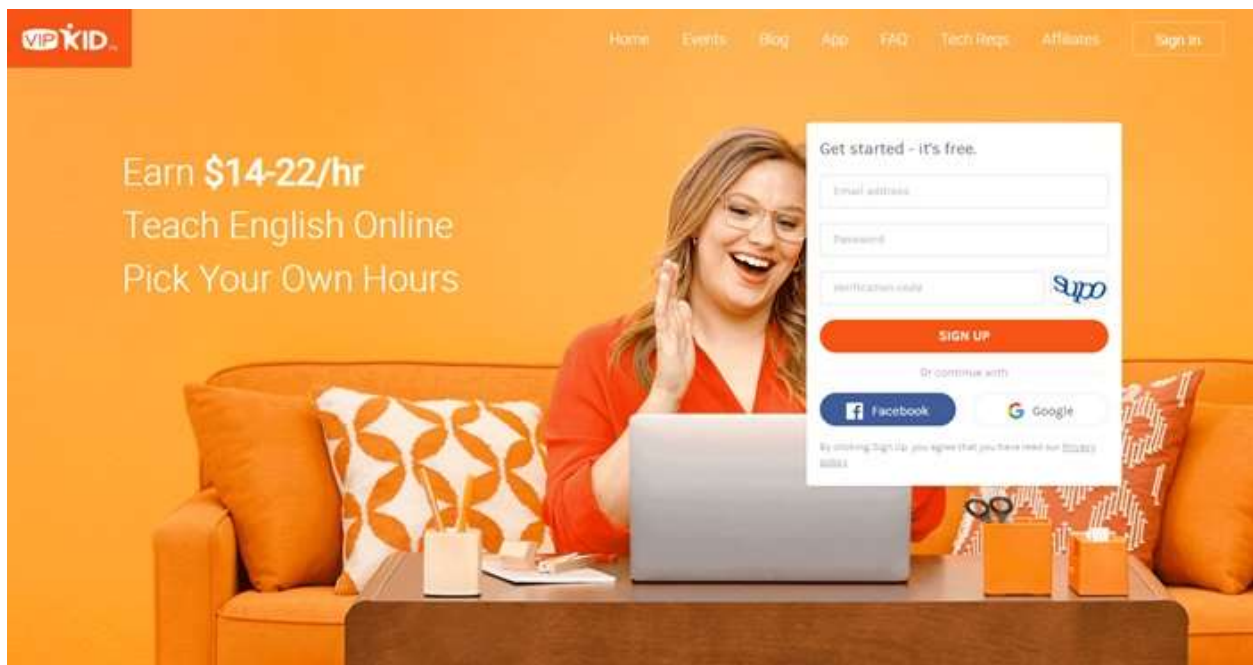 VIPKID
Home Events Blog App FAQ Tech Reqs Affiliates Sign In
Earn $14-22/hr
Teach English Online
Pick Your Own Hours
Get started - it's free.
Email address
Password
Verification code
supo
SIGN UP
Or continue with
Facebook
Google
By clicking Sign Up, you agree that you have read our Privacy
policy